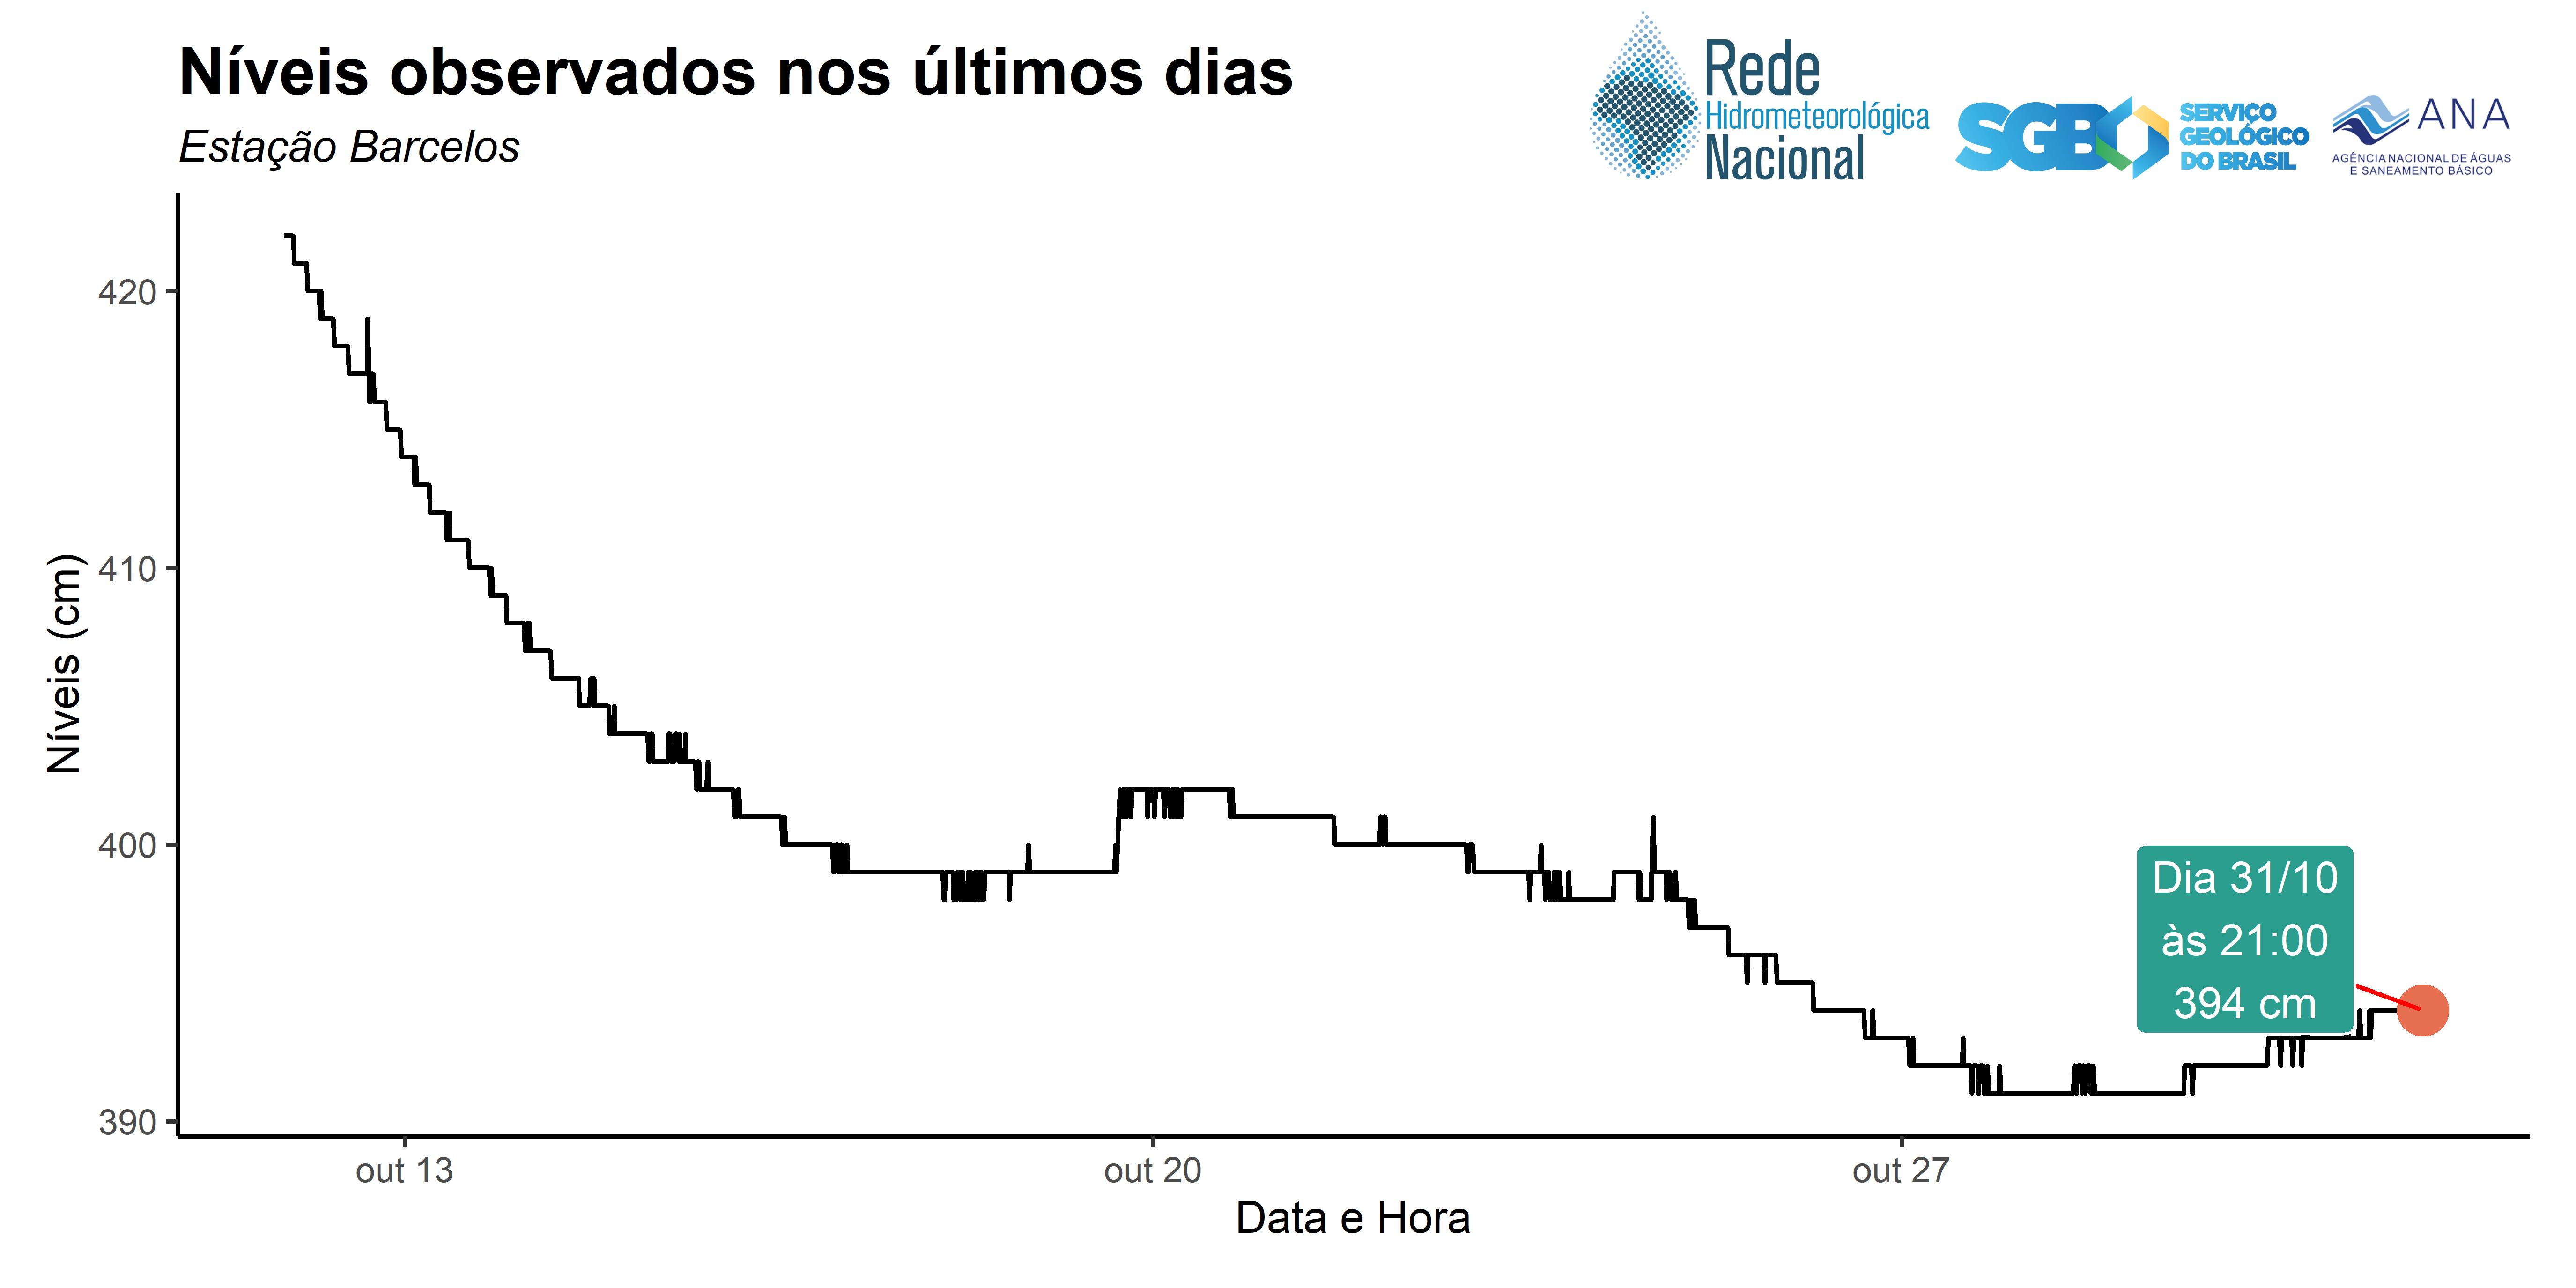 Níveis observados nos últimos dias
Estação Barcelos
Rede
Hidrometeorológica
Nacional
SGB
SERVIÇO
GEOLÓGICO
DO BRASIL
ANA
AGÊNCIA NACIONAL DE ÁGUAS
E SANEAMENTO BÁSICO
Níveis (cm)
420
410
400
390
Dia 31/10
às 21:00
394 cm
out 13
out 20
out 27
Data e Hora